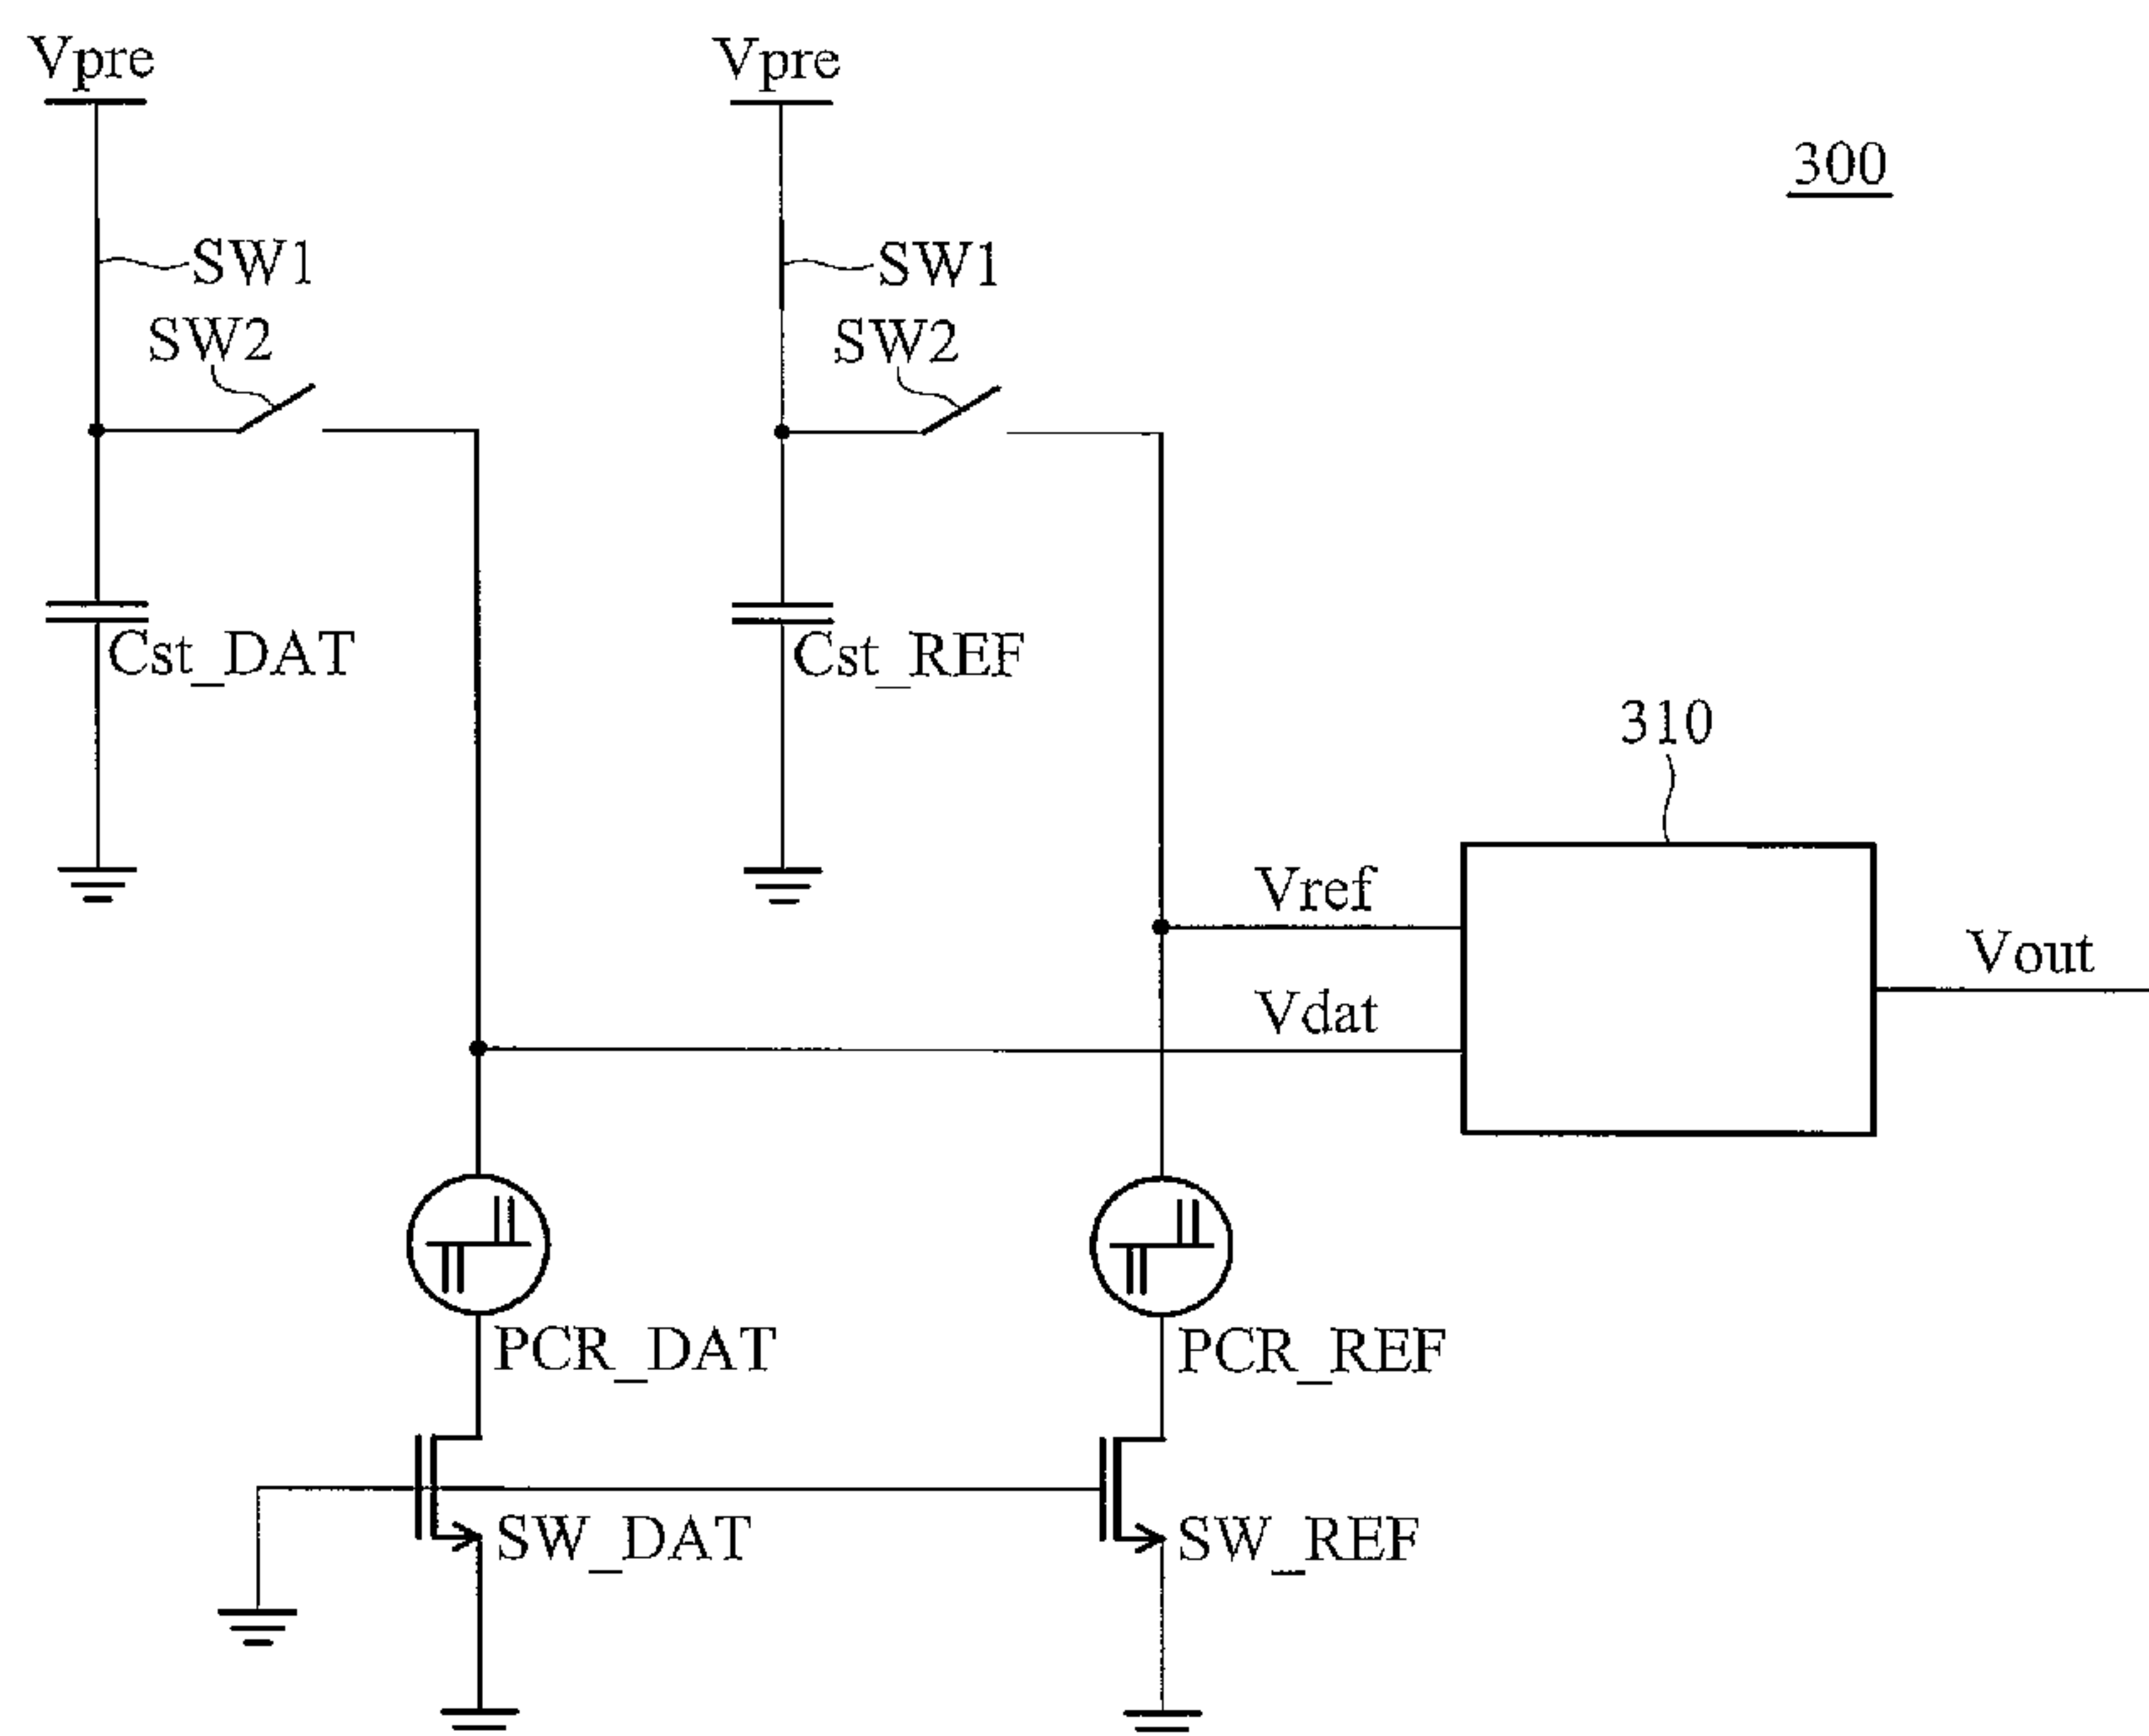 Vpre
Vpre
300
SW1
SW1
SW2
SW2
Cst_DAT
Cst_REF
310
Vref
Vout
Vdat
PCR_DAT
PCR_REF
SW_DAT
SW_REF